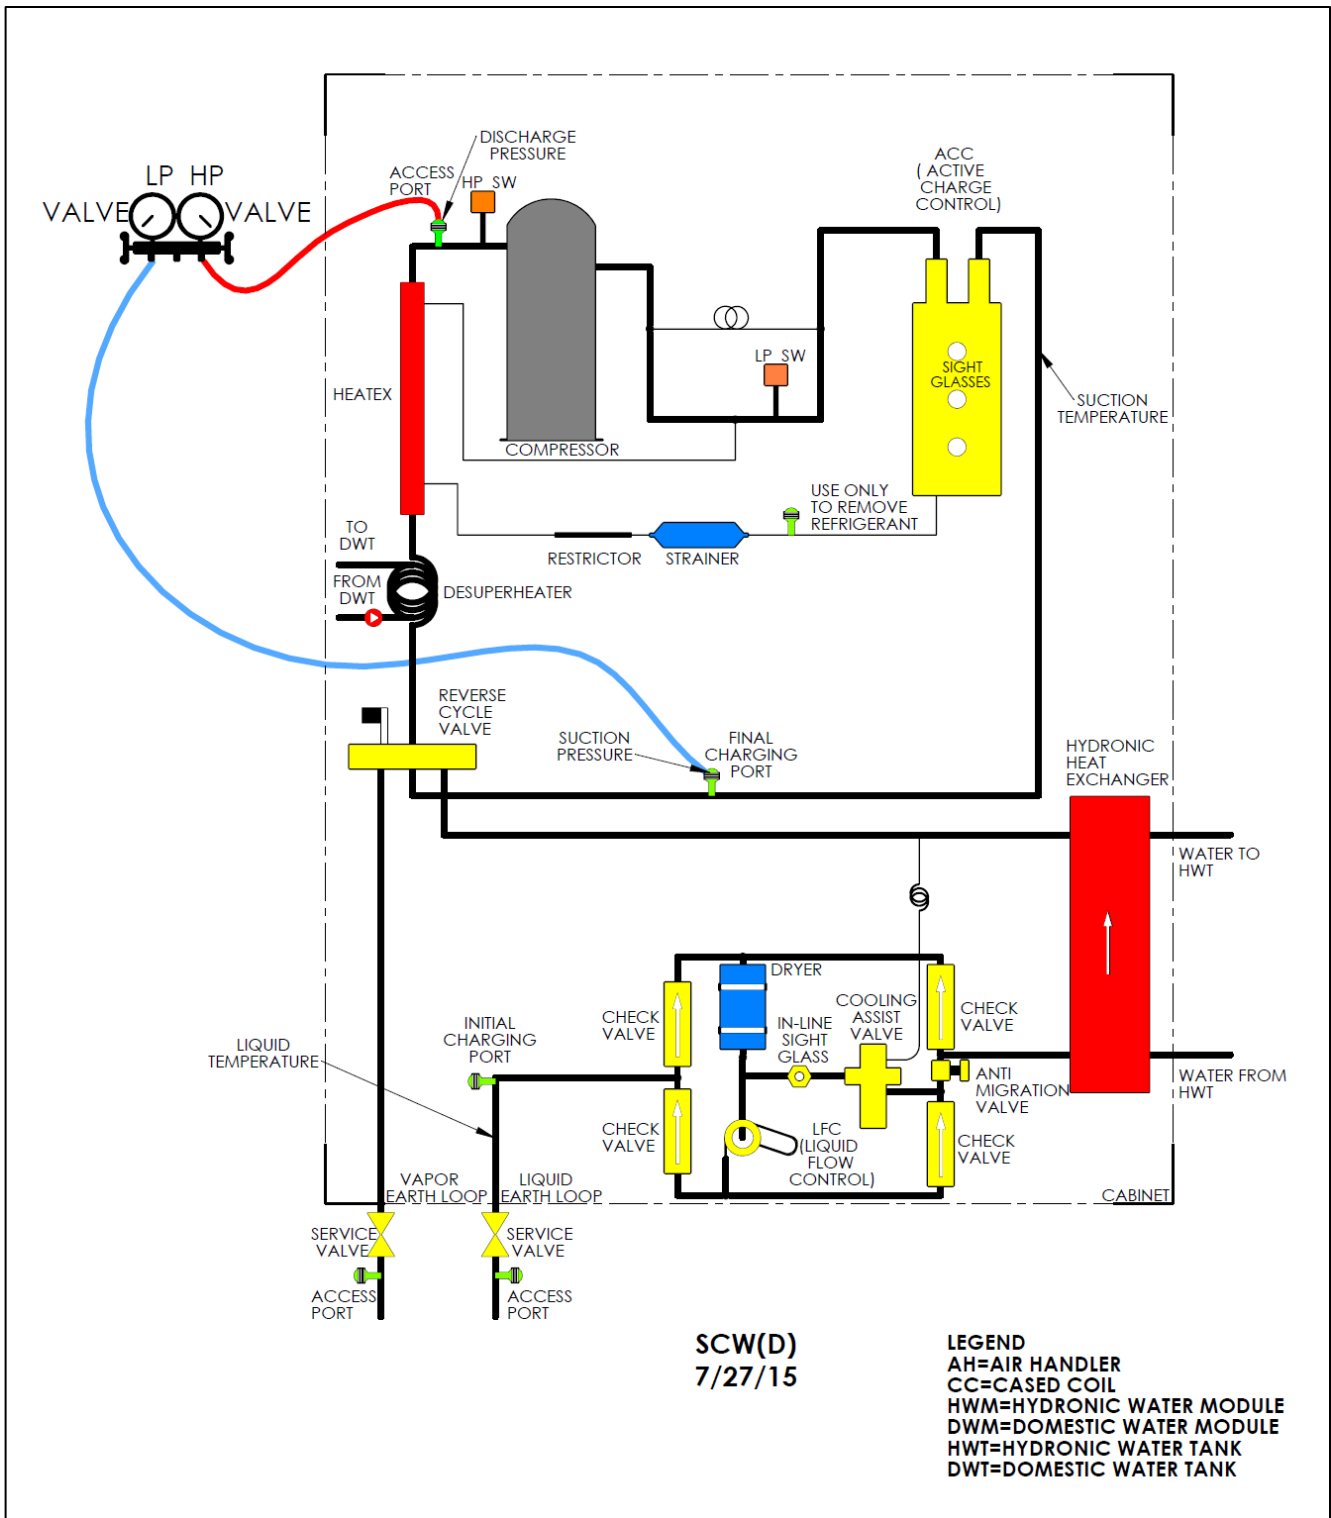 DISCHARGE
PRESSURE
ACCESS
PORT
HP SW
LP HP
VALVE VALVE
ACC
( ACTIVE
CHARGE
CONTROL)
LP SW
SIGHT
GLASSES
HEATEX
SUCTION
TEMPERATURE
COMPRESSOR
USE ONLY
TO REMOVE
REFRIGERANT
TO
DWT
RESTRICTOR
STRAINER
FROM
DWT
DESUPERHEATER
REVERSE
CYCLE
VALVE
SUCTION
PRESSURE
FINAL
CHARGING
PORT
HYDRONIC
HEAT
EXCHANGER
WATER TO
HWT
DRYER
COOLING
ASSIST
VALVE
CHECK
VALVE
IN-LINE
SIGHT
GLASS
CHECK
VALVE
INITIAL
CHARGING
PORT
LIQUID
TEMPERATURE
ANTI
MIGRATION
VALVE
WATER FROM
HWT
CHECK
VALVE
LFC
(LIQUID
FLOW
CONTROL)
CHECK
VALVE
VAPOR
EARTH LOOP
LIQUID
EARTH LOOP
CABINET
SERVICE
VALVE
SERVICE
VALVE
ACCESS
PORT
ACCESS
PORT
SCW(D)
7/27/15
LEGEND
AH=AIR HANDLER
CC=CASED COIL
HWM=HYDRONIC WATER MODULE
DWM=DOMESTIC WATER MODULE
HWT=HYDRONIC WATER TANK
DWT=DOMESTIC WATER TANK